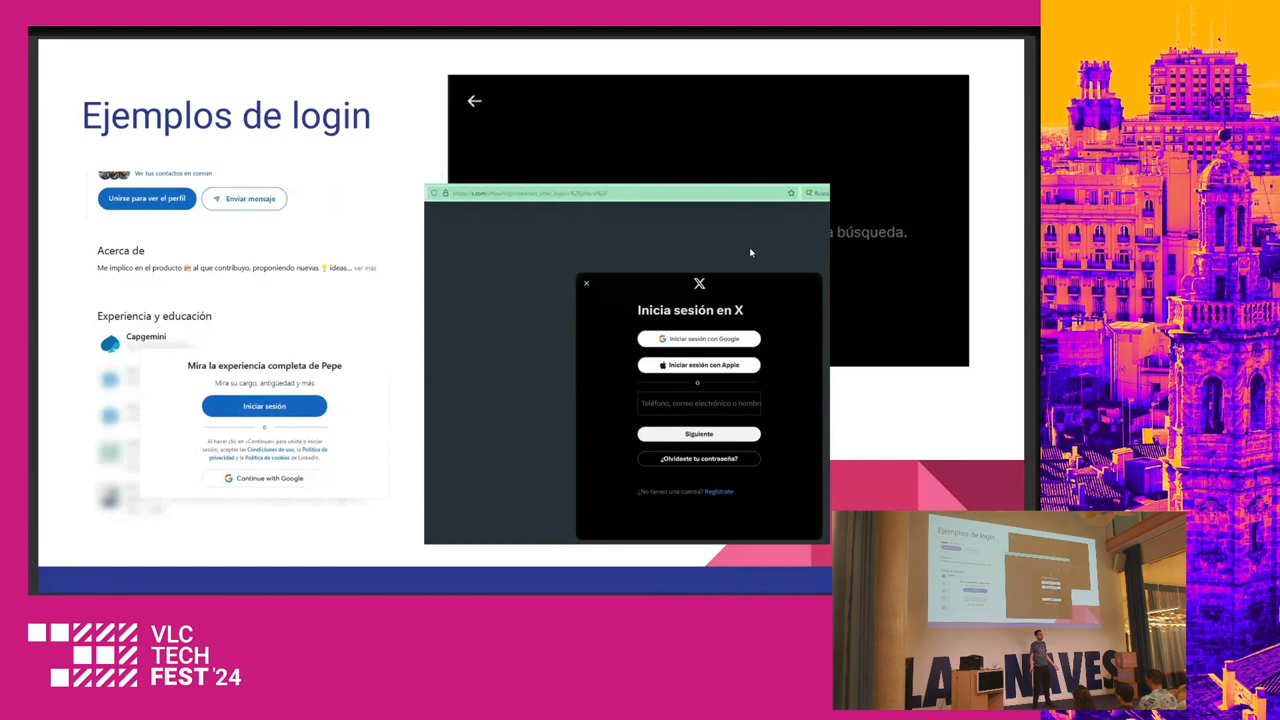 Ejemplos de login
Ver tus contactos en común
Unirse para ver el perfil
Enviar mensaje
Acerca de
Me implico en el producto al que contribuyo, proponiendo nuevas ideas... ver más
Experiencia y educación
Capgemini
Mira la experiencia completa de Pepe
Mira su cargo, antigüedad y más
Iniciar sesión
o
Al hacer clic en «Continuar» para unirte o iniciar
sesión, aceptas las Condiciones de uso, la Política de
privacidad y la Política de cookies de LinkedIn.
Continue with Google
búsqueda.
Inicia sesión en X
Iniciar sesión con Google
Iniciar sesión con Apple
o
Teléfono, correo electrónico o nombre
Siguiente
¿Olvidaste tu contraseña?
¿No tienes una cuenta? Regístrate
VLC
TECH
FEST '24
Ejemplos de login
LA NAVES